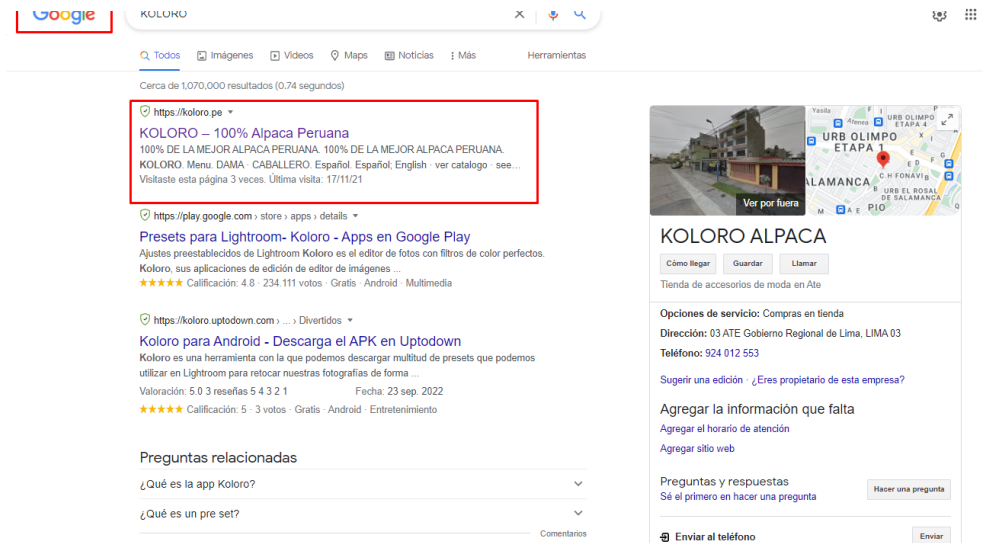 Google
KOLORO
Todos
Imágenes
Videos
Maps
Noticias
Más
Herramientas
Cerca de 1,070,000 resultados (0.74 segundos)
https://koloro.pe
KOLORO – 100% Alpaca Peruana
100% DE LA MEJOR ALPACA PERUANA. 100% DE LA MEJOR ALPACA PERUANA.
KOLORO. Menu. DAMA · CABALLERO. Español. Español; English · ver catalogo · see...
Visitaste esta página 3 veces. Última visita: 17/11/21
https://play.google.com › store › apps › details
Presets para Lightroom- Koloro - Apps en Google Play
Ajustes preestablecidos de Lightroom Koloro es el editor de fotos con filtros de color perfectos.
Koloro, sus aplicaciones de edición de editor de imágenes ...
★★★★★ Calificación: 4.8 · 234.111 votos · Gratis · Android · Multimedia
https://koloro.uptodown.com › ... › Divertidos
Koloro para Android - Descarga el APK en Uptodown
Koloro es una herramienta con la que podemos descargar multitud de presets que podemos
utilizar en Lightroom para retocar nuestras fotografías de forma ...
Valoración: 5.0 3 reseñas 5 4 3 2 1 Fecha: 23 sep. 2022
★★★★★ Calificación: 5 · 3 votos · Gratis · Android · Entretenimiento
Preguntas relacionadas
¿Qué es la app Koloro?
¿Qué es un pre set?
Comentarios
Ver por fuera
Yasila
Atenea
URB OLIMPO
ETAPA 4
URB OLIMPO
ETAPA 1
C.H FONAVI
ALAMANCA
URB EL ROSAL
DE SALAMANCA
PIO
KOLORO ALPACA
Cómo llegar
Guardar
Llamar
Tienda de accesorios de moda en Ate
Opciones de servicio: Compras en tienda
Dirección: 03 ATE Gobierno Regional de Lima, LIMA 03
Teléfono: 924 012 553
Sugerir una edición · ¿Eres propietario de esta empresa?
Agregar la información que falta
Agregar el horario de atención
Agregar sitio web
Preguntas y respuestas
Sé el primero en hacer una pregunta
Hacer una pregunta
Enviar al teléfono
Enviar